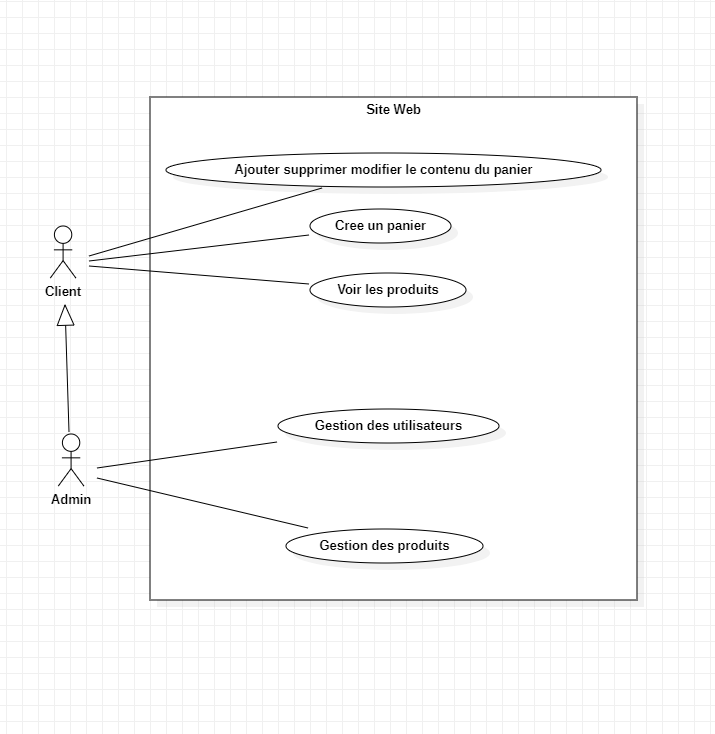 Site Web
Ajouter supprimer modifier le contenu du panier
Cree un panier
Voir les produits
Client
Gestion des utilisateurs
Admin
Gestion des produits